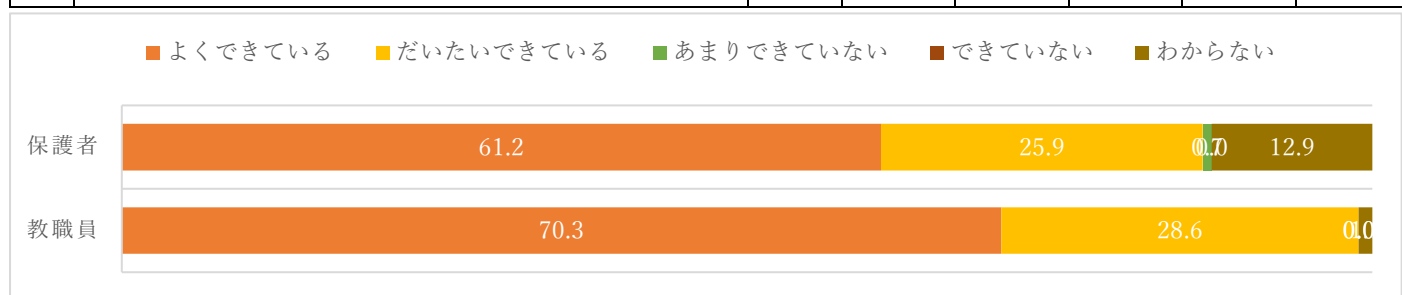 よくできている だいたいできている あまりできていない できていない わからない
保護者 61.2 25.9 12.9
教職員 70.3 28.6